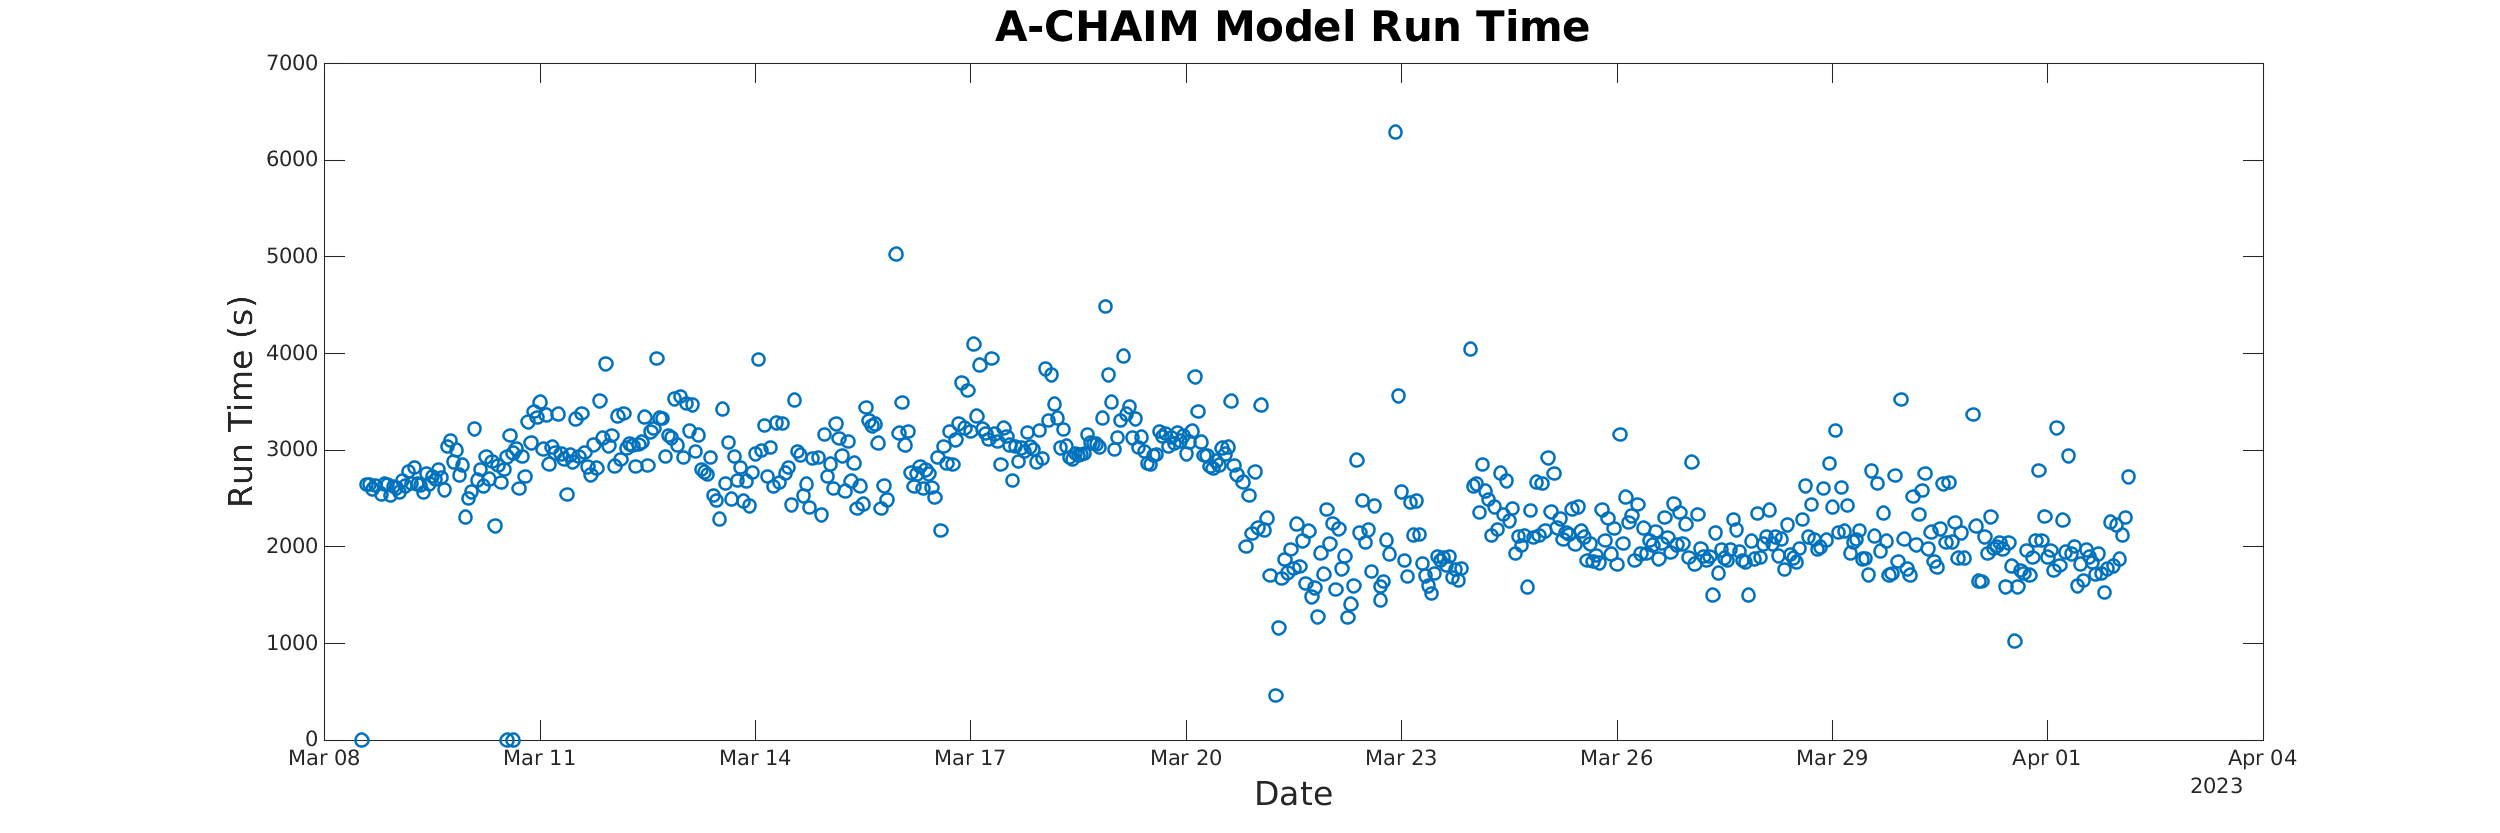 A-CHAIM Model Run Time
7000
6000
5000
4000
3000
2000
1000
0
Run Time (s)
Mar 08 Mar 11 Mar 14 Mar 17 Mar 20 Mar 23 Mar 26 Mar 29 Apr 01 Apr 04
2023
Date